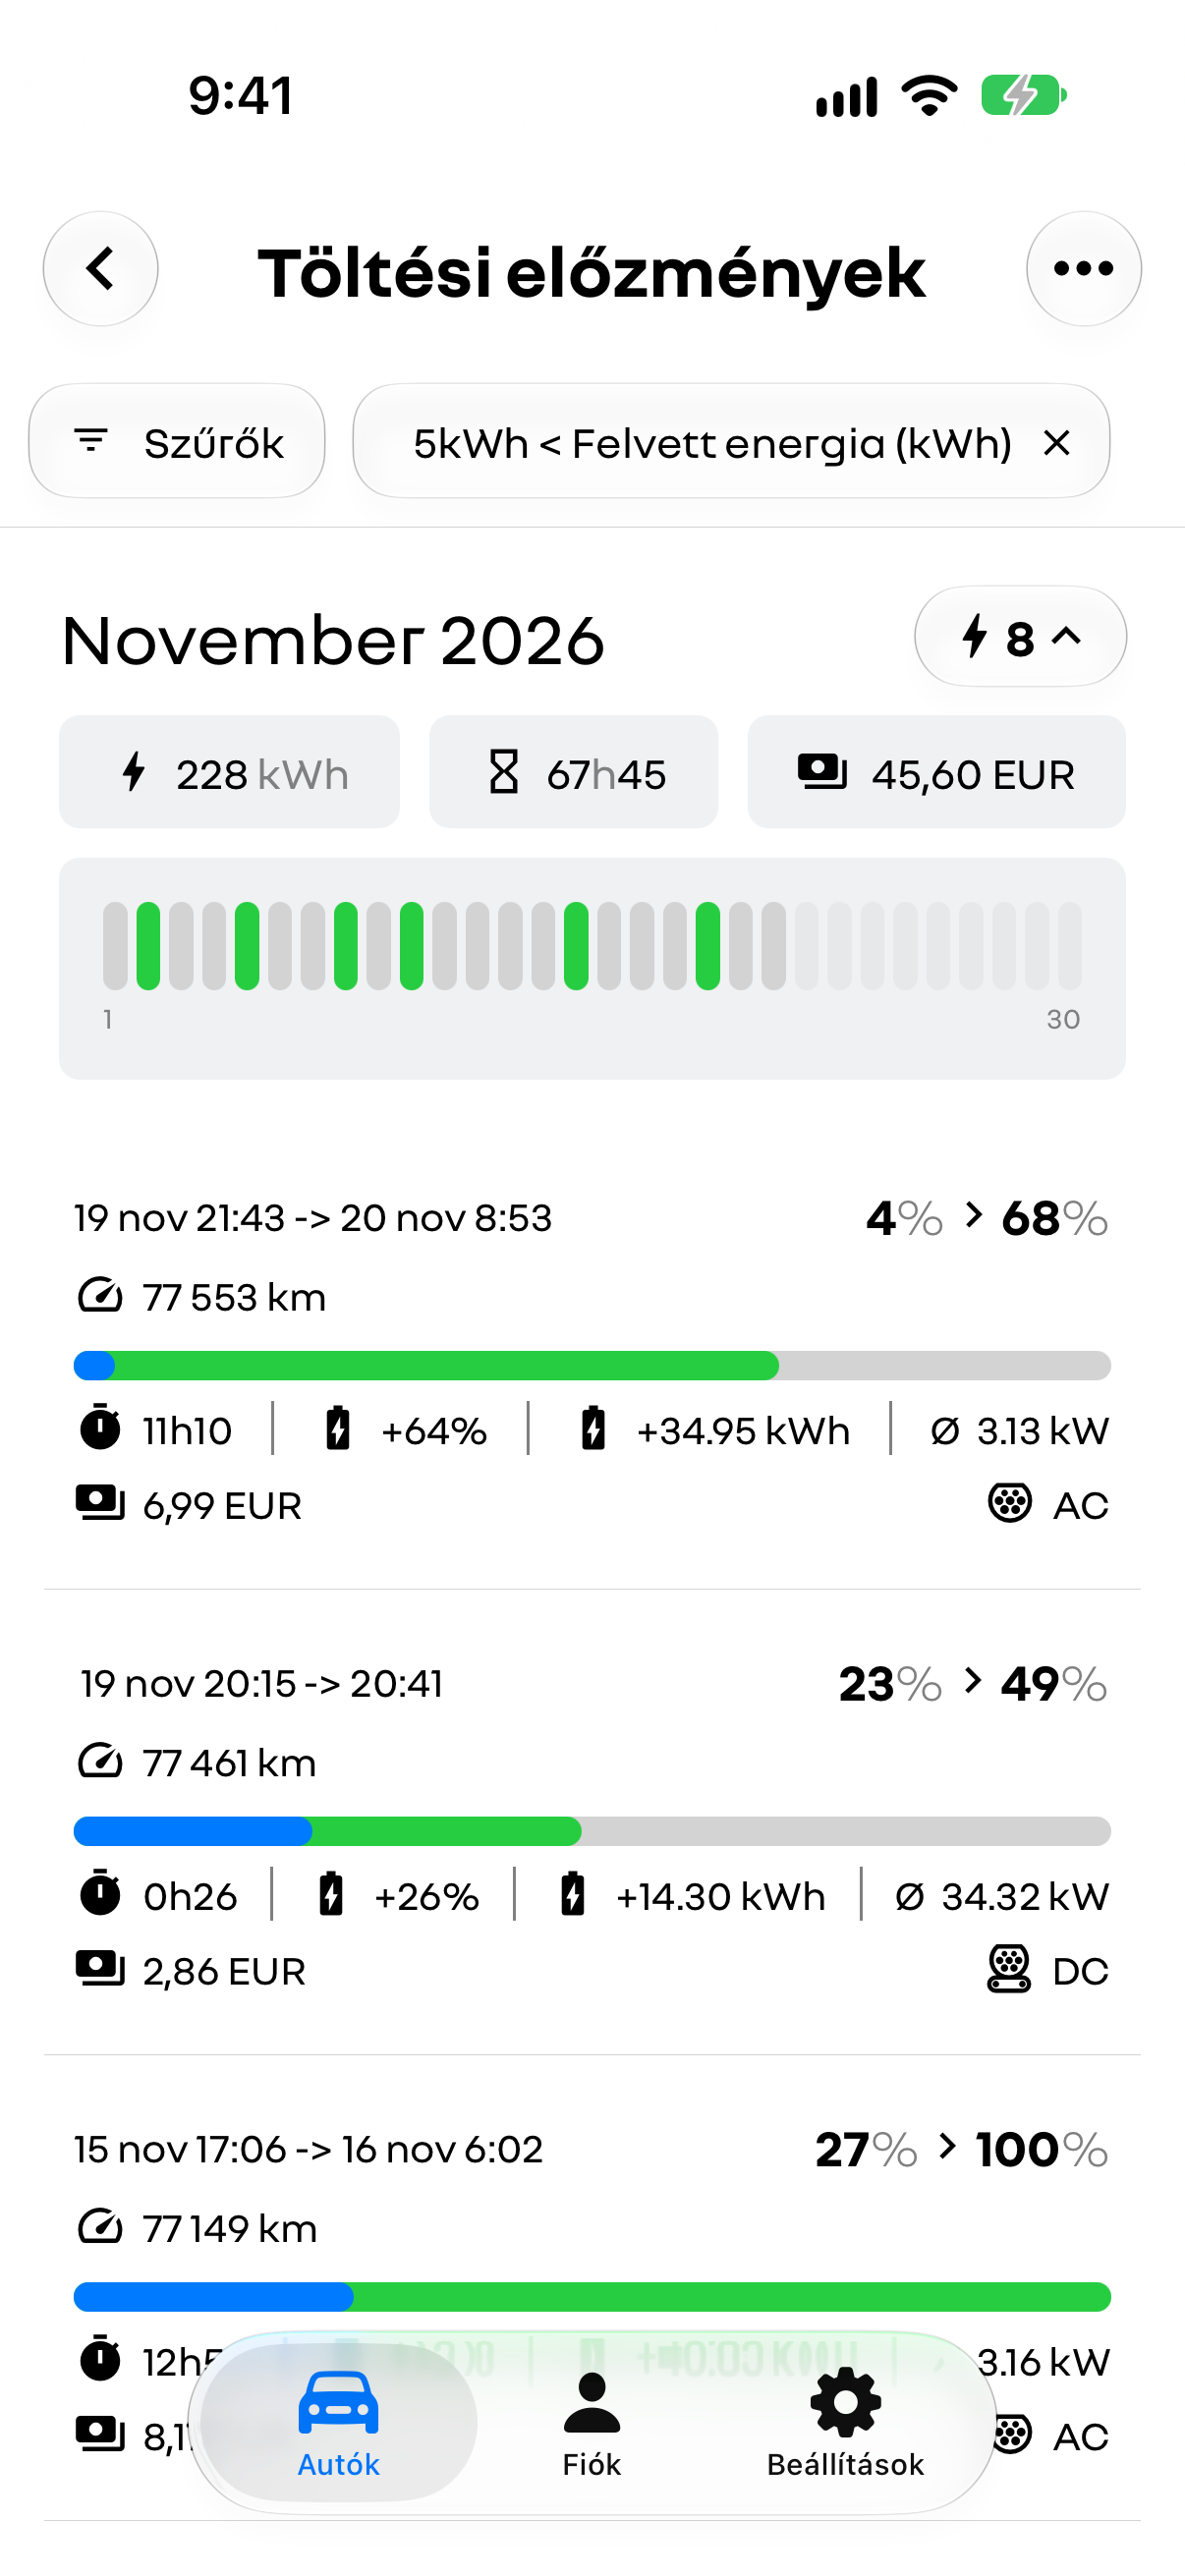 9:41
Töltési előzmények
Szűrők
5kWh < Felvett energia (kWh) ×
November 2026
8
228 kWh
67h45
45,60 EUR
1 30
19 nov 21:43 -> 20 nov 8:53 4% > 68%
77 553 km
11h10 | +64% | +34.95 kWh | Ø 3.13 kW
6,99 EUR AC
19 nov 20:15 -> 20:41 23% > 49%
77 461 km
0h26 | +26% | +14.30 kWh | Ø 34.32 kW
2,86 EUR DC
15 nov 17:06 -> 16 nov 6:02 27% > 100%
77 149 km
3.16 kW
AC
Autók Fiók Beállítások